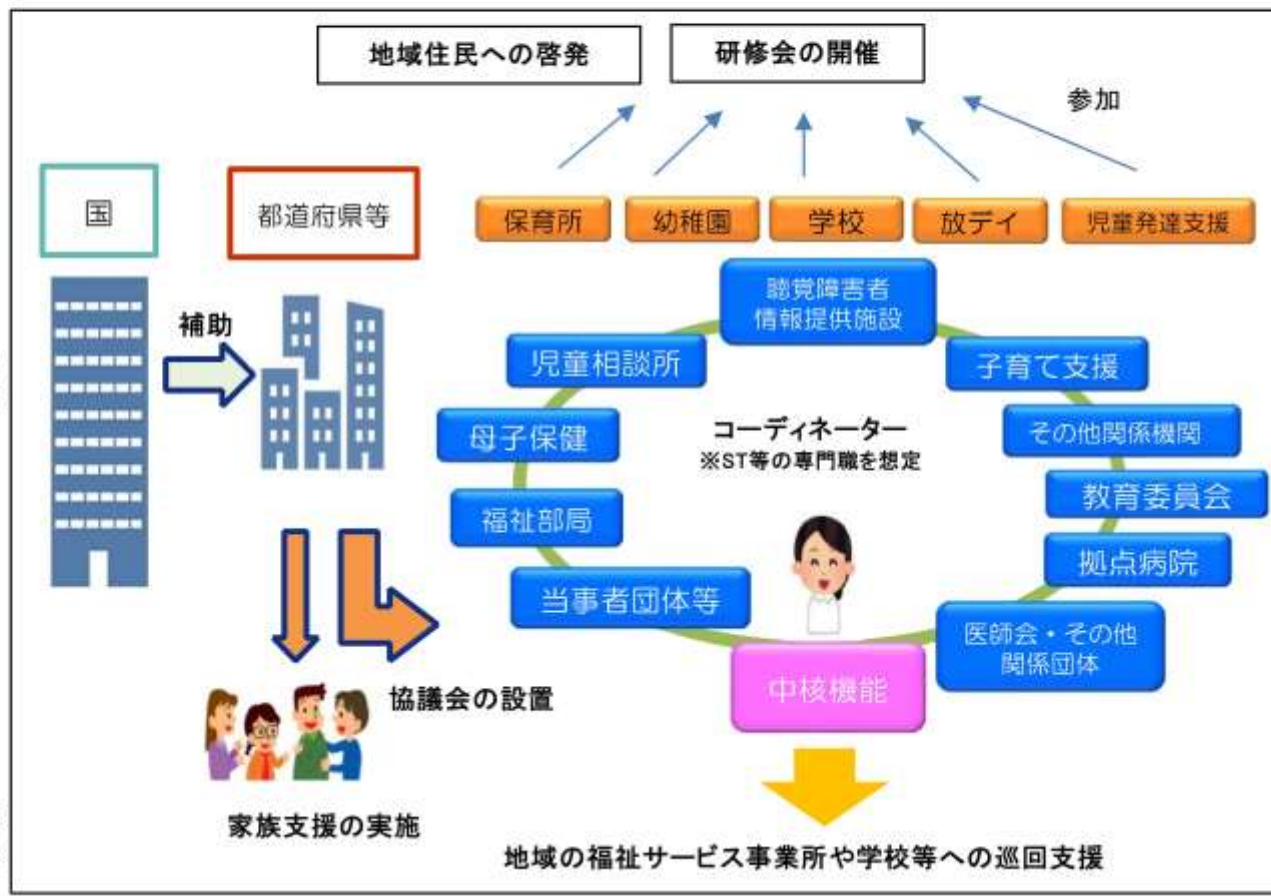 地域住民への啓発
研修会の開催
参加
国
都道府県等
保育所
幼稚園
学校
放デイ
児童発達支援
補助
聴覚障害者
情報提供施設
児童相談所
子育て支援
母子保健
コーディネーター
※ST等の専門職を想定
その他関係機関
福祉部局
教育委員会
拠点病院
当事者団体等
医師会・その他
関係団体
中核機能
協議会の設置
家族支援の実施
地域の福祉サービス事業所や学校等への巡回支援